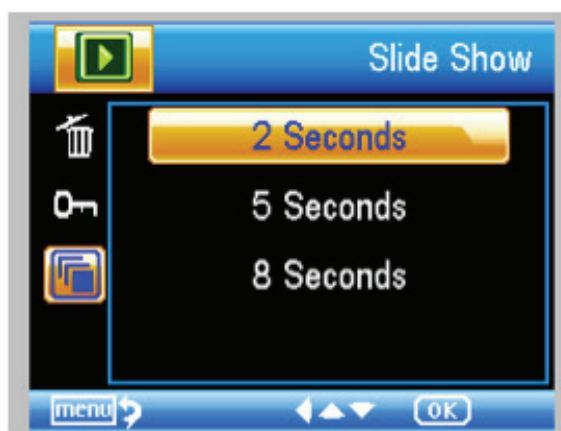 Slide Show
2 Seconds
5 Seconds
8 Seconds
menu OK